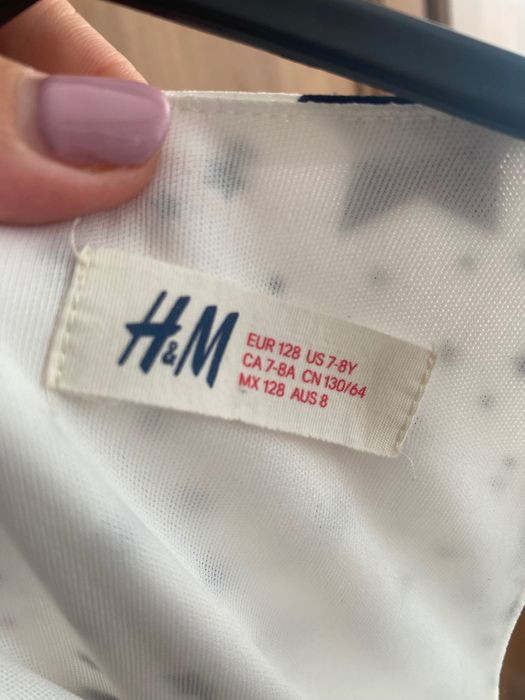 H&M
EUR 128 US 7-8Y
CA 7-8A CN 130/64
MX 128 AUS 8